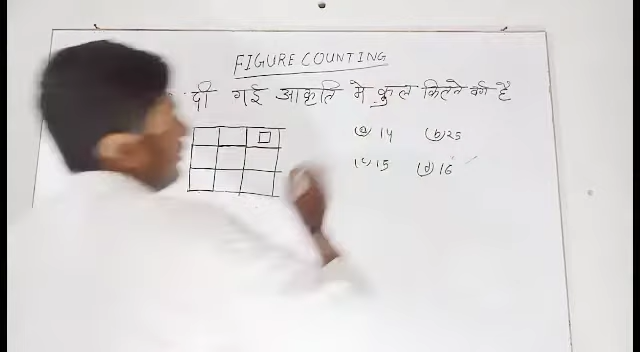 FIGURE COUNTING
दी गई आकृति मे कुल कितने वर्ग है
(a) 14 (b) 25
(c) 15 (d) 16